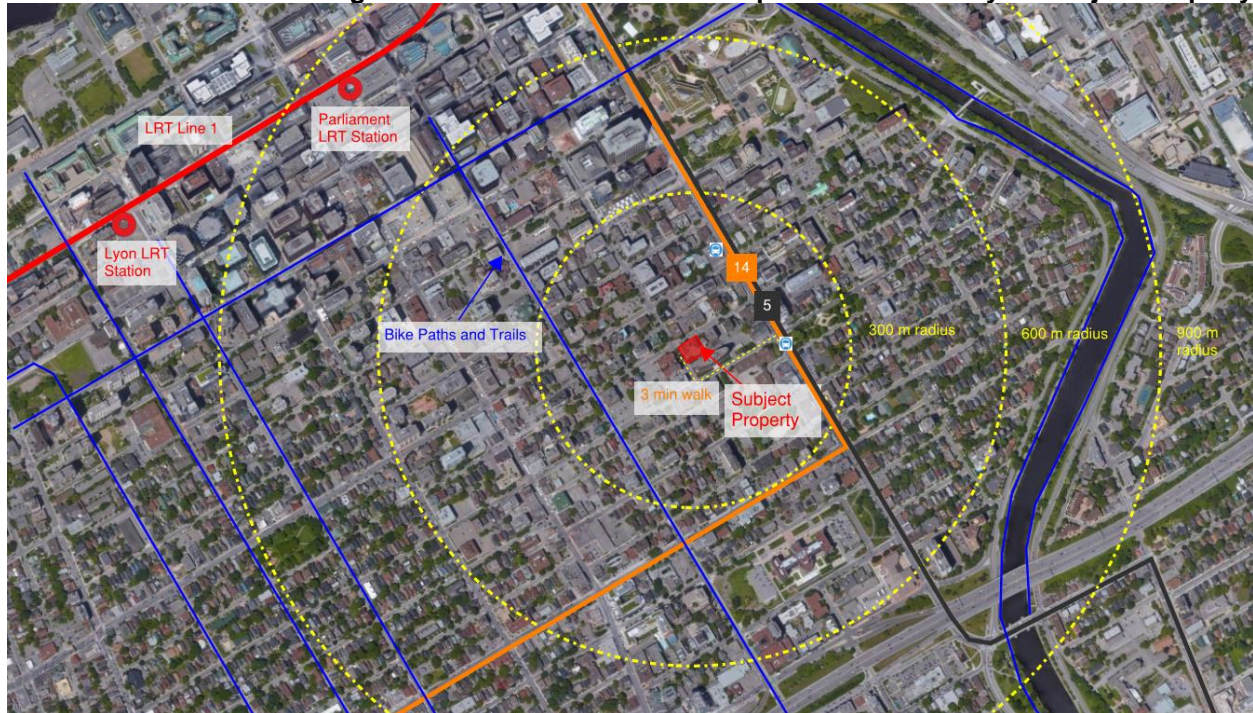 Parliament
LRT Station
LRT Line 1
Lyon LRT
Station
14
5
Bike Paths and Trails
300 m radius
600 m radius
900 m
radius
3 min walk
Subject
Property